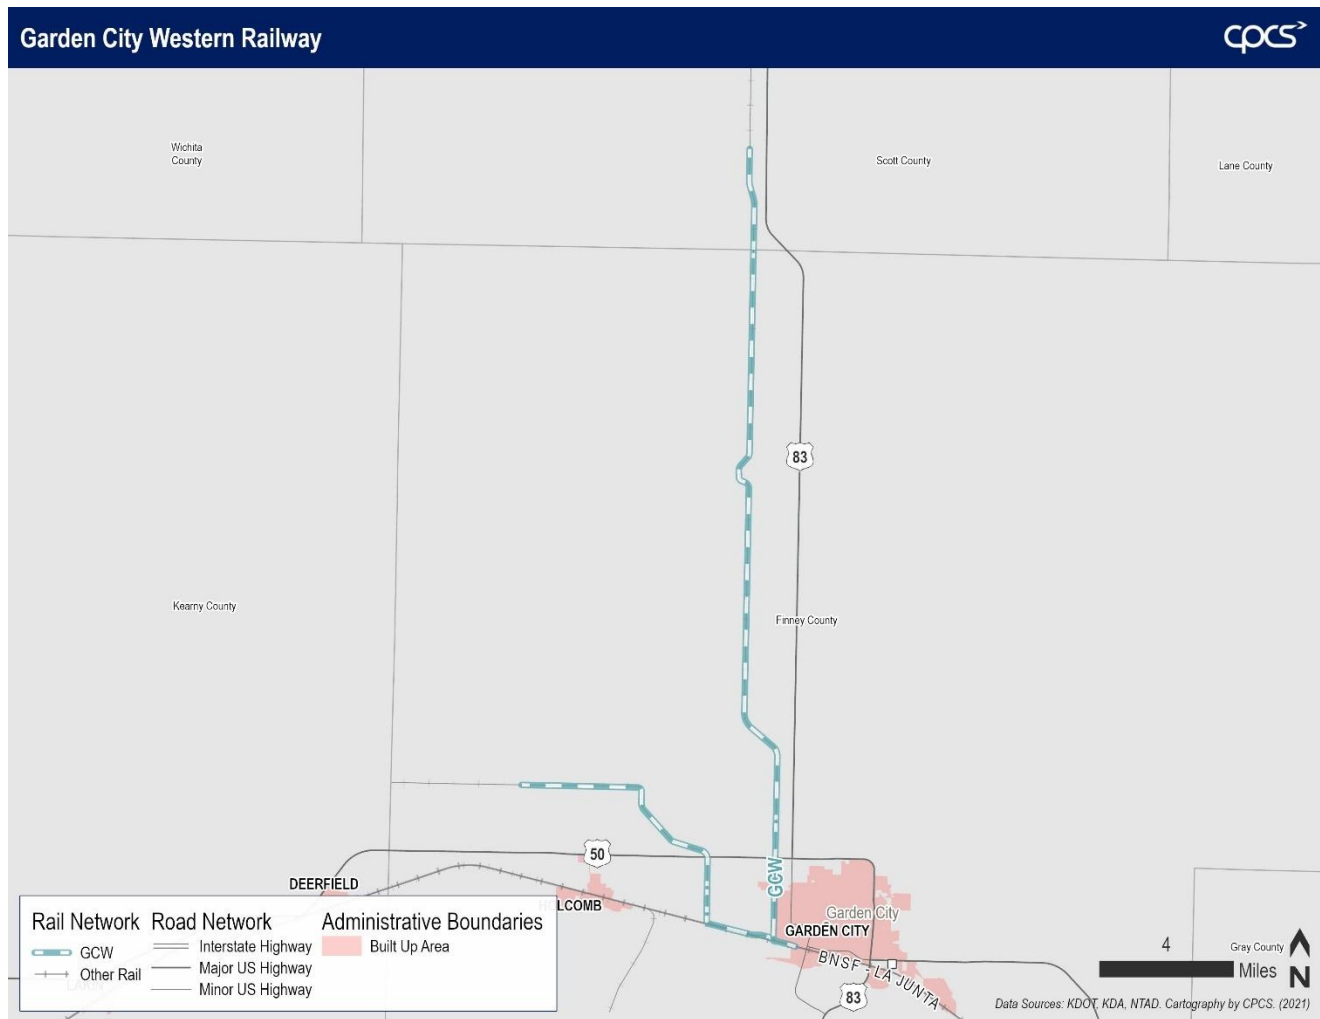 Garden City Western Railway
cpcs
Wichita
County
Scott County
Lane County
83
Kearny County
Finney County
50
GCW
DEERFIELD
HOLCOMB
Garden City
GARDEN CITY
BNSF - LA JUNTA
83
Rail Network
GCW
Other Rail
Road Network
Interstate Highway
Major US Highway
Minor US Highway
Administrative Boundaries
Built Up Area
LAKIN
4
Miles
Gray County
N
Data Sources: KDOT, KDA, NTAD. Cartography by CPCS. (2021)